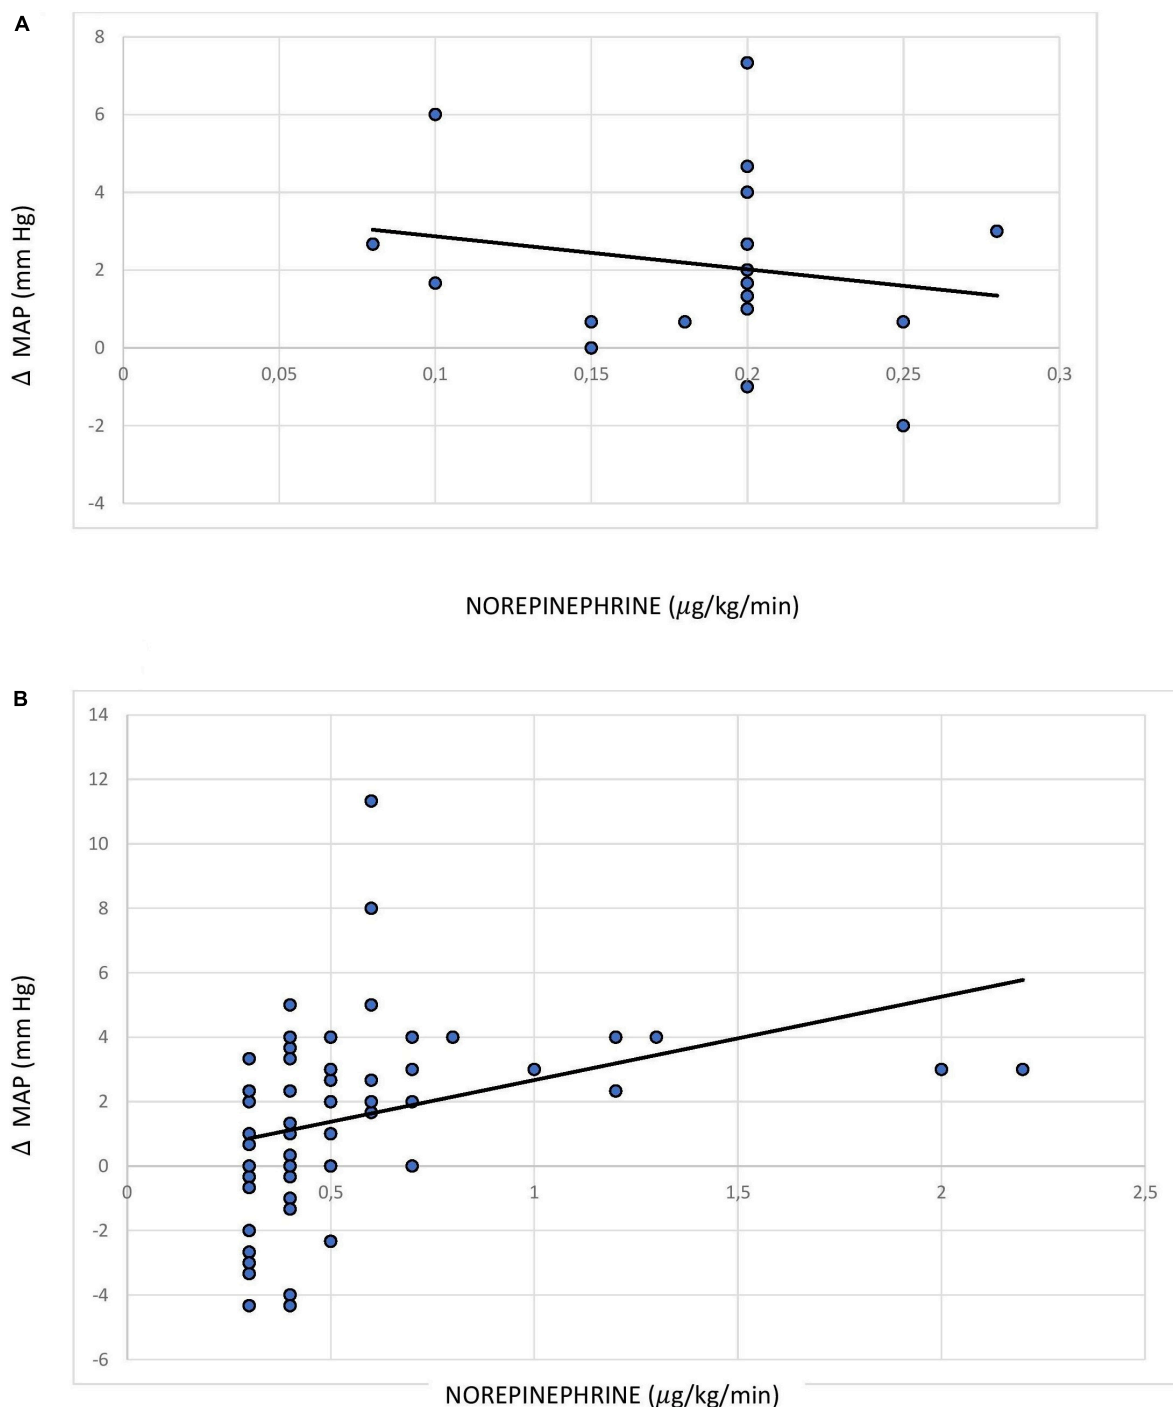 A
8
6
4
2
0
-2
-4
0 0,05 0,1 0,15 0,2 0,25 0,3
Δ MAP (mm Hg)
NOREPINEPHRINE (µg/kg/min)
B
14
12
10
8
6
4
2
0
-2
-4
-6
0 0,5 1 1,5 2 2,5
Δ MAP (mm Hg)
NOREPINEPHRINE (µg/kg/min)